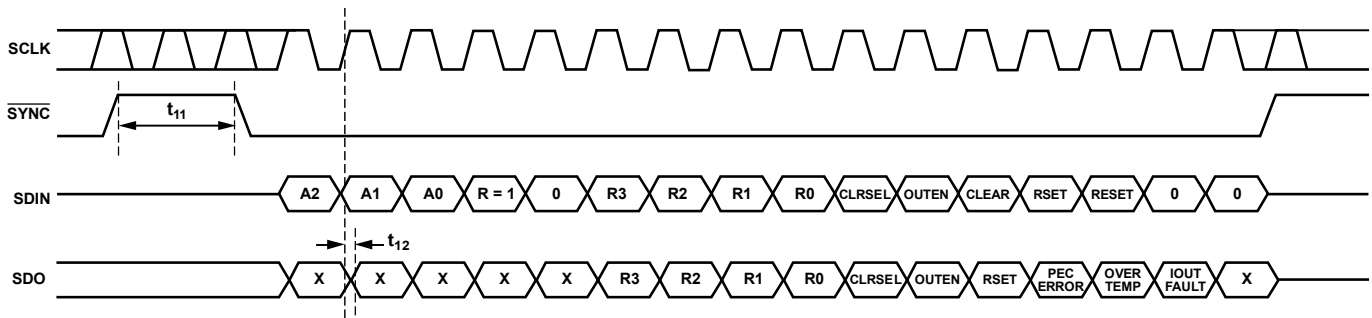 SCLK
SYNC
t11
SDIN A2 A1 A0 R = 1 0 R3 R2 R1 R0 CLRSEL OUTEN CLEAR RSET RESET 0 0
t12
SDO X X X X X R3 R2 R1 R0 CLRSEL OUTEN RSET PEC ERROR OVER TEMP IOUT FAULT X